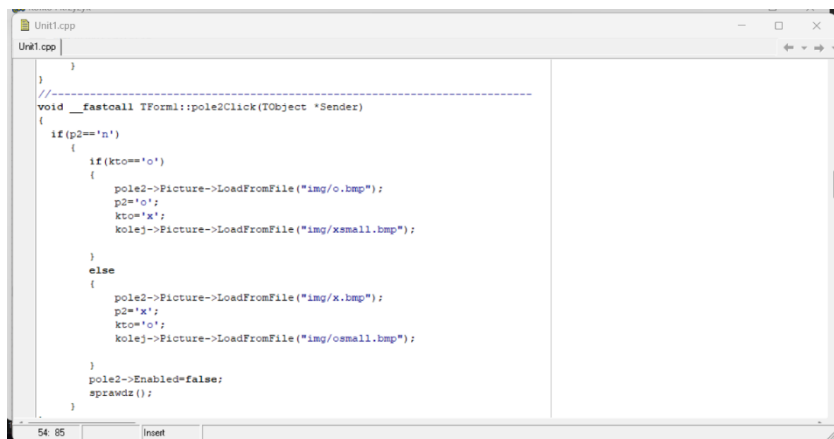 Unit1.cpp
Unit1.cpp
}
}
//----------------------------------------------------------------------------
void __fastcall TForm1::pole2Click(TObject *Sender)
{
if(p2=='n')
{
if(kto=='o')
{
pole2->Picture->LoadFromFile("img/o.bmp");
p2='o';
kto='x';
kolej->Picture->LoadFromFile("img/xsmall.bmp");
}
else
{
pole2->Picture->LoadFromFile("img/x.bmp");
p2='x';
kto='o';
kolej->Picture->LoadFromFile("img/osmall.bmp");
}
pole2->Enabled=false;
sprawdz();
}
54: 85 Insert